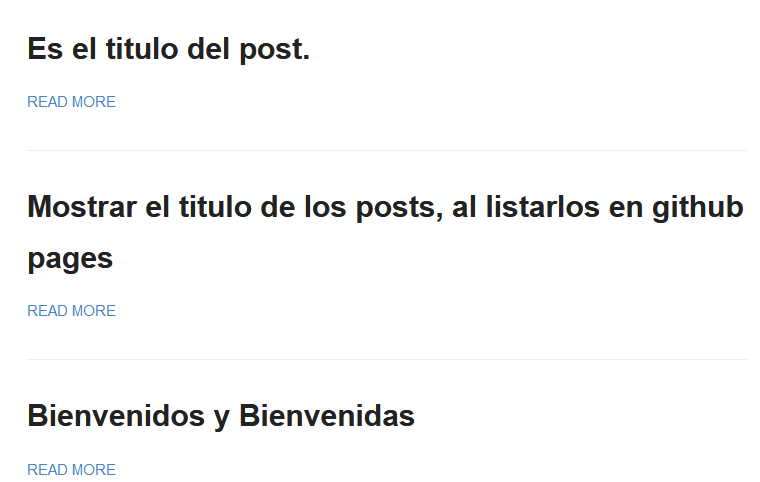 Es el titulo del post.
READ MORE
Mostrar el titulo de los posts, al listarlos en github
pages
READ MORE
Bienvenidos y Bienvenidas
READ MORE